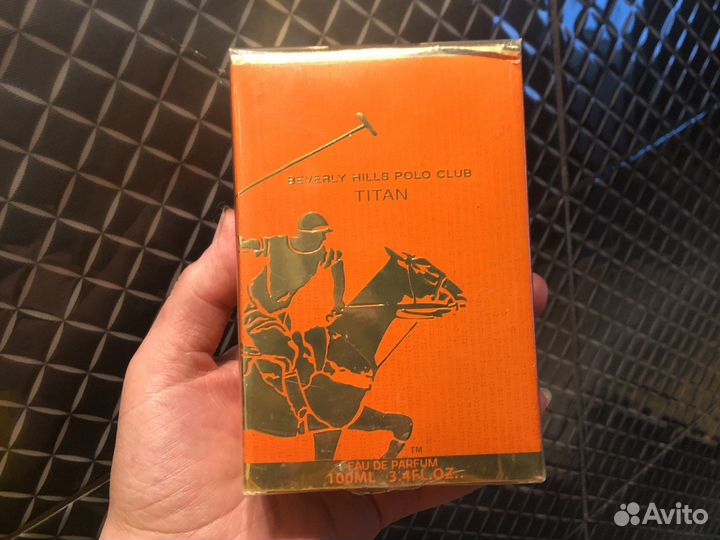 BEVERLY HILLS POLO CLUB
TITAN
TM
EAU DE PARFUM
100ML 3.4FL.OZ.
Avito